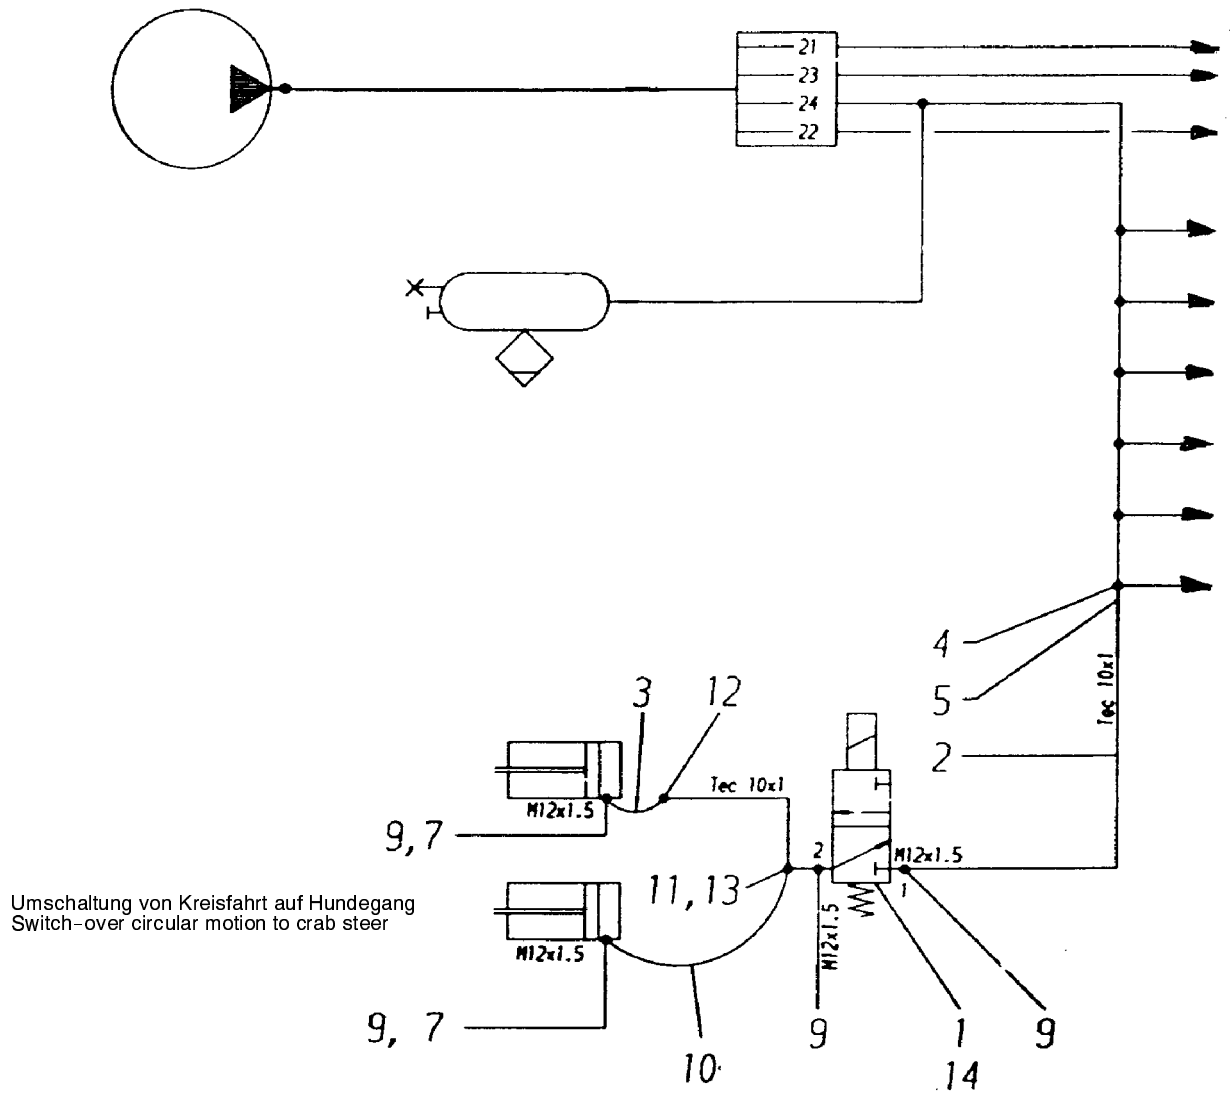 21
23
24
22
4
5
Tec 10x1
2
3
12
Tec 10x1
M12x1.5
9,7
2
M12x1.5
1
11,13
Umschaltung von Kreisfahrt auf Hundegang
Switch-over circular motion to crab steer
M12x1.5
M12x1.5
9, 7
9
1
9
10
14